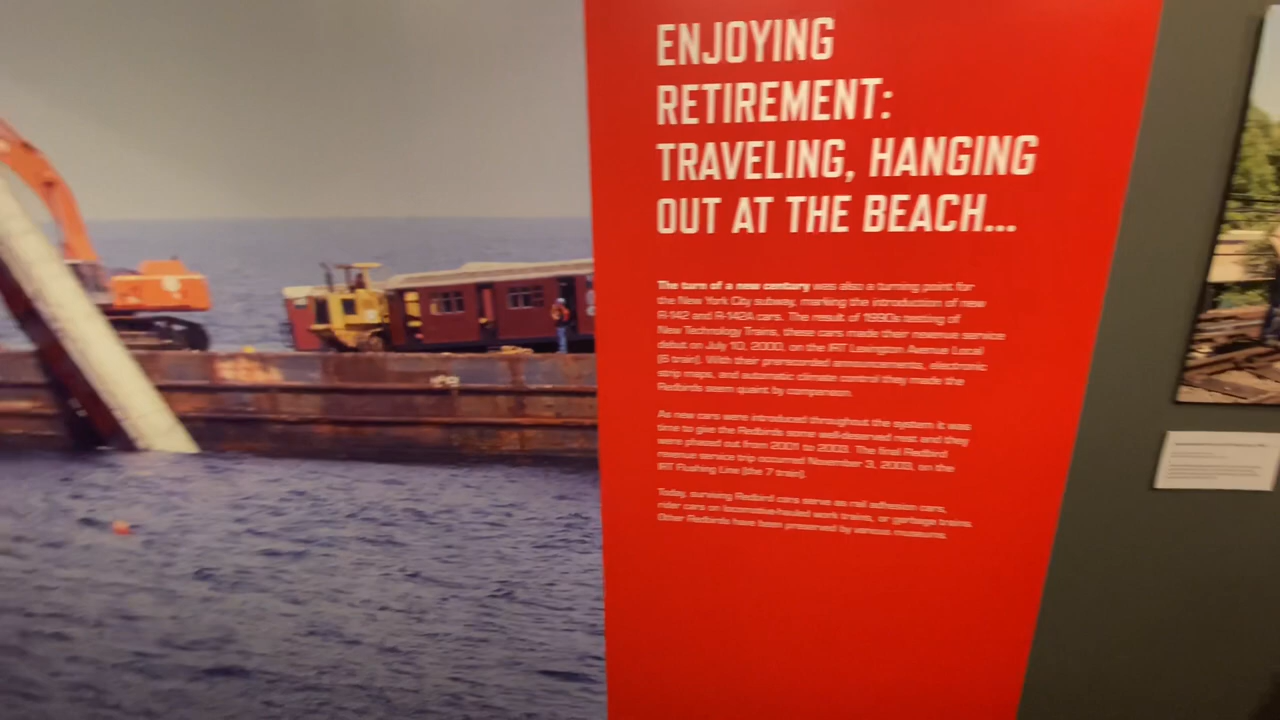 ENJOYING
RETIREMENT:
TRAVELING, HANGING
OUT AT THE BEACH...
The turn of a new century was also a turning point for
the New York City subway, marking the introduction of new
R-142 and R-142A cars. The result of 1990s testing of
New Technology Trains, these cars made their revenue service
debut on July 10, 2000, on the IRT Lexington Avenue Local
(6 train). With their prerecorded announcements, electronic
strip maps, and automatic climate control they made the
Redbirds seem quaint by comparison.
As new cars were introduced throughout the system it was
time to give the Redbirds some well-deserved rest and they
were phased out from 2001 to 2003. The final Redbird
revenue service trip occurred November 3, 2003, on the
IRT Flushing Line (the 7 train).
Today, surviving Redbird cars serve as rail adhesion cars,
rider cars on locomotive-hauled work trains, or garbage trains.
Other Redbirds have been preserved by various museums.